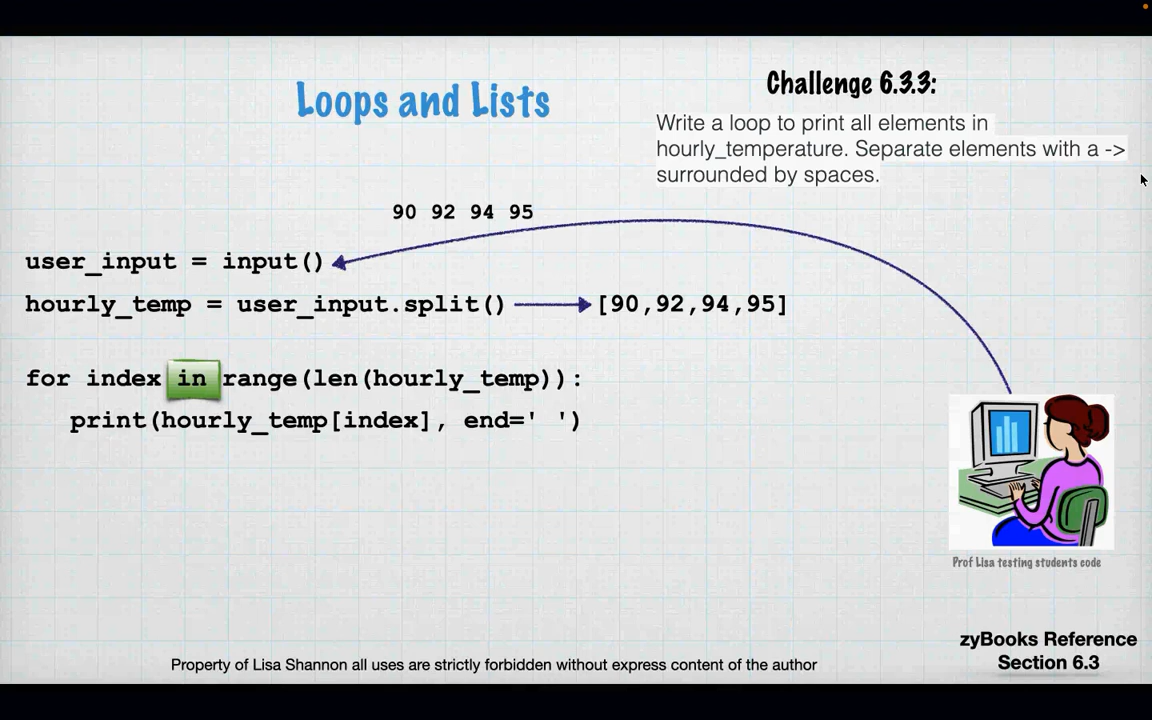 Loops and Lists
Challenge 6.3.3:
Write a loop to print all elements in
hourly_temperature. Separate elements with a ->
surrounded by spaces.
90 92 94 95
user_input = input()
hourly_temp = user_input.split() [90,92,94,95]
for index in range(len(hourly_temp)):
print(hourly_temp[index], end=' ')
Prof Lisa testing students code
zyBooks Reference
Section 6.3
Property of Lisa Shannon all uses are strictly forbidden without express content of the author